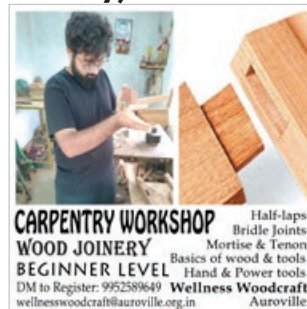 CARPENTRY WORKSHOP
WOOD JOINERY
BEGINNER LEVEL
DM to Register: 9952589649
wellnesswoodcraft@auroville.org.in
Half-laps
Bridle Joints
Mortise & Tenon
Basics of wood & tools
Hand & Power tools
Wellness Woodcraft
Auroville